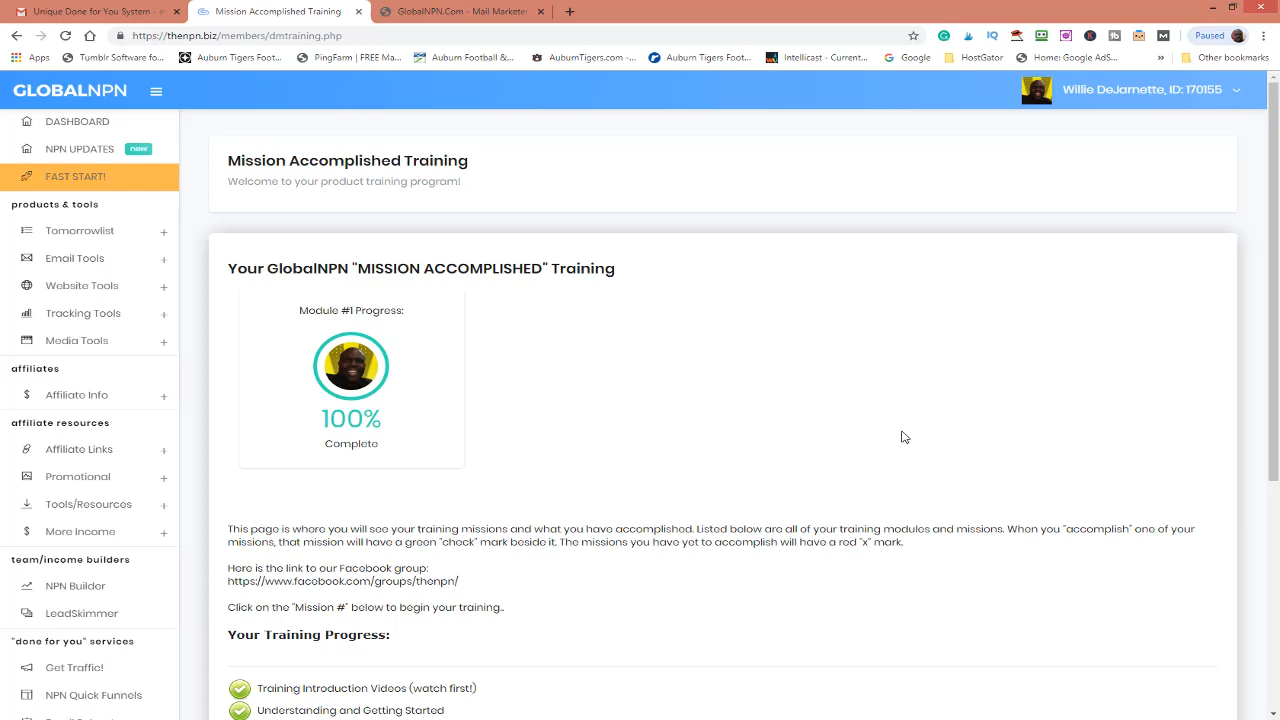 Unique Done for You System -
Mission Accomplished Training
GlobalNPN.Com - Mail Markete
https://thenpn.biz/members/dmtraining.php
Paused
Apps
Tumblr Software fo...
Auburn Tigers Foot...
PingFarm | FREE Ma...
Auburn Football &...
AuburnTigers.com -...
Auburn Tigers Foot...
Intellicast - Current...
Google
HostGator
Home: Google AdS...
»
Other bookmarks
GLOBALNPN
Willie DeJarnette, ID: 170155
DASHBOARD
NPN UPDATES new
FAST START!
products & tools
Tomorrowlist +
Email Tools +
Website Tools +
Tracking Tools +
Media Tools +
affiliates
Affiliate Info +
affiliate resources
Affiliate Links +
Promotional +
Tools/Resources +
More Income +
team/income builders
NPN Builder
LeadSkimmer
"done for you" services
Get Traffic!
NPN Quick Funnels
Mission Accomplished Training
Welcome to your product training program!
Your GlobalNPN "MISSION ACCOMPLISHED" Training
Module #1 Progress:
100%
Complete
This page is where you will see your training missions and what you have accomplished. Listed below are all of your training modules and missions. When you "accomplish" one of your
missions, that mission will have a green "check" mark beside it. The missions you have yet to accomplish will have a red "x" mark.
Here is the link to our Facebook group:
https://www.facebook.com/groups/thenpn/
Click on the "Mission #" below to begin your training..
Your Training Progress:
Training Introduction Videos (watch first!)
Understanding and Getting Started